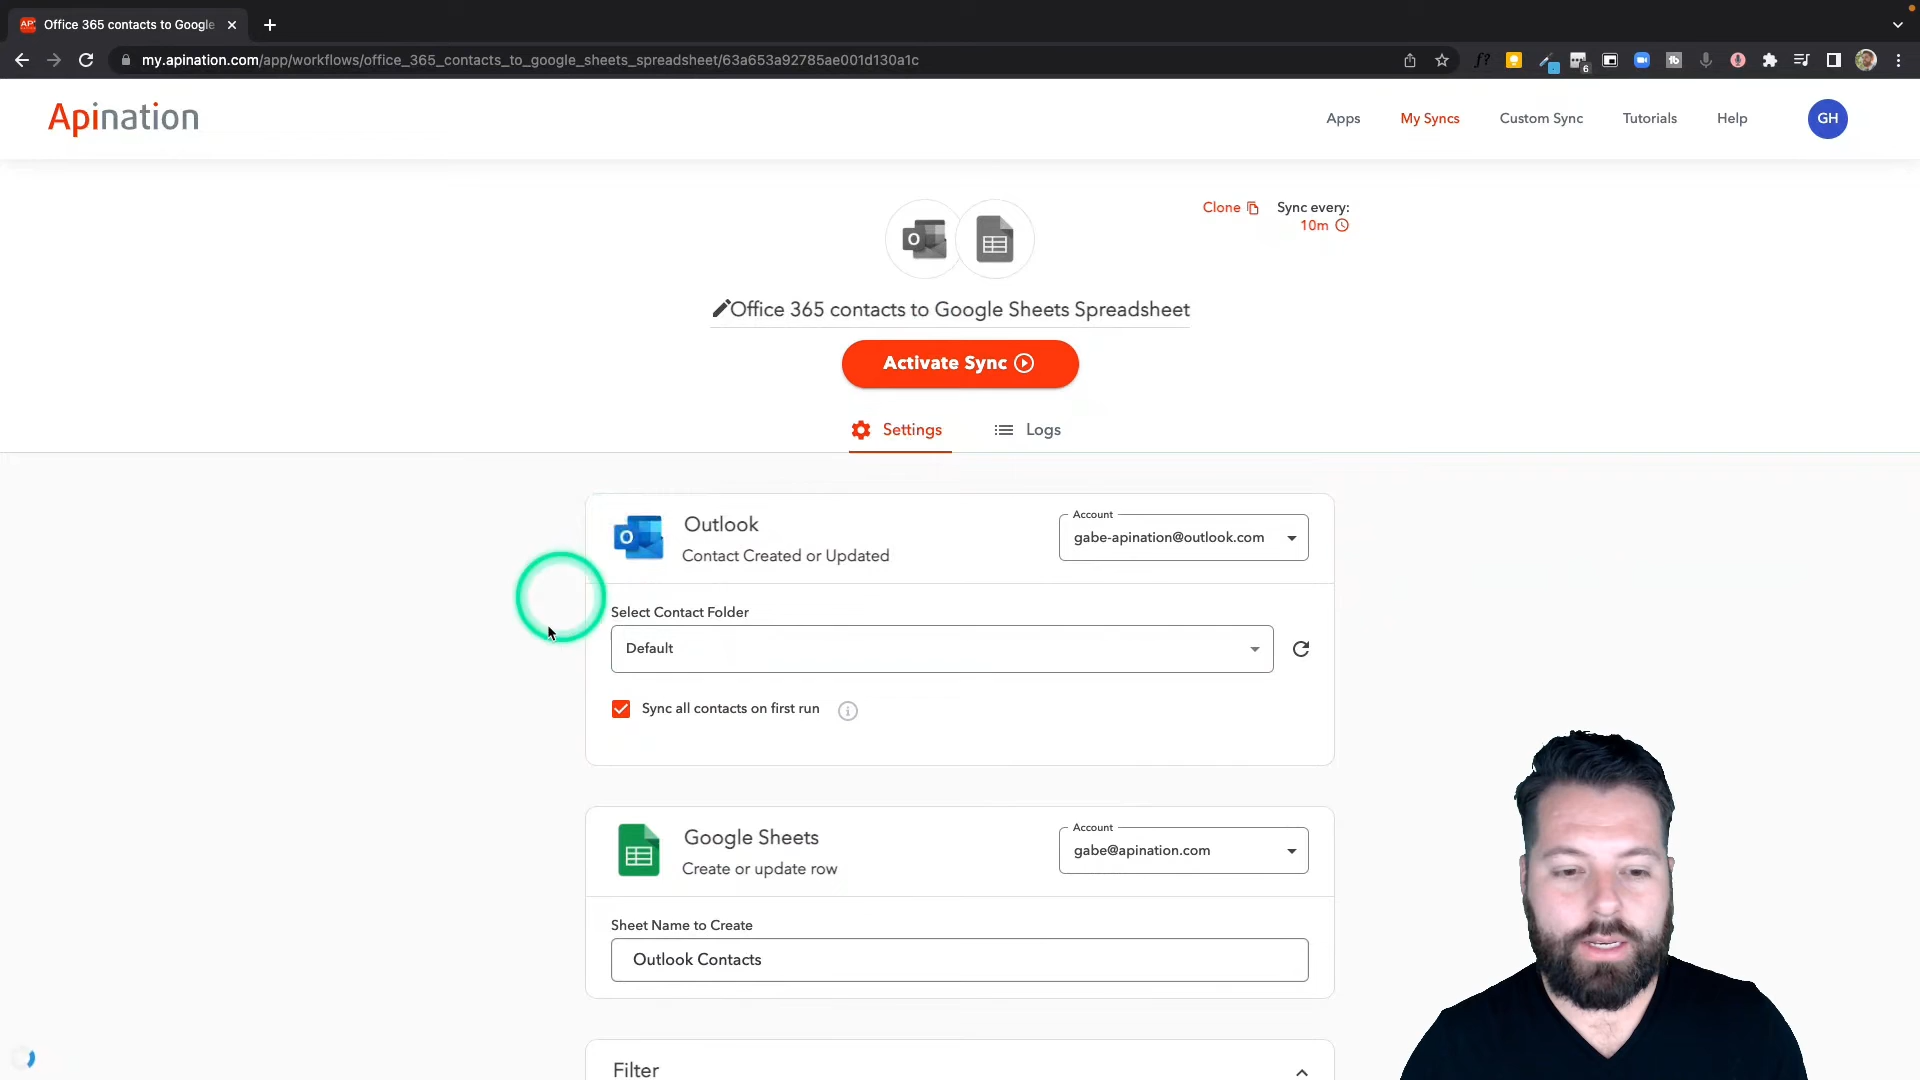 Office 365 contacts to Google
my.apination.com/app/workflows/office_365_contacts_to_google_sheets_spreadsheet/63a653a92785ae001d130a1c
Apination
Apps
My Syncs
Custom Sync
Tutorials
Help
GH
Clone
Sync every:
10m
Office 365 contacts to Google Sheets Spreadsheet
Activate Sync
Settings
Logs
Outlook
Contact Created or Updated
Account
gabe-apination@outlook.com
Select Contact Folder
Default
Sync all contacts on first run
Google Sheets
Create or update row
Account
gabe@apination.com
Sheet Name to Create
Outlook Contacts
Filter